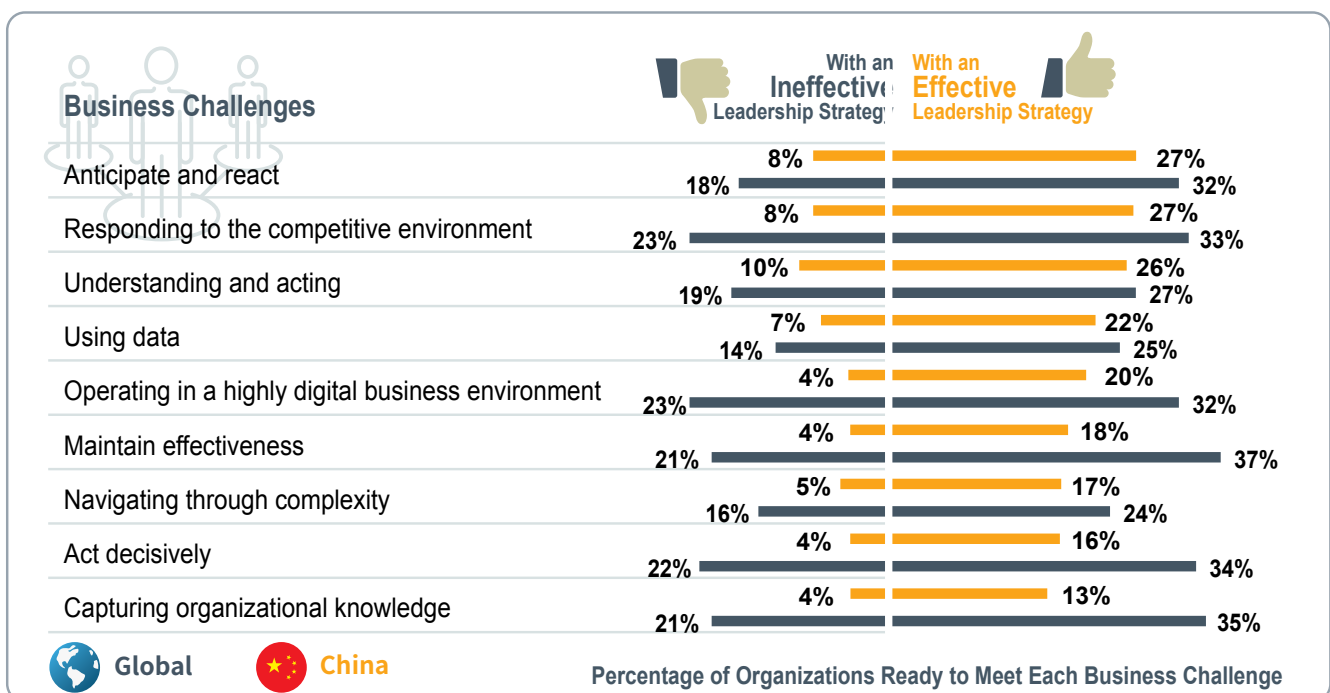 Business Challenges
With an
Ineffective
Leadership Strategy
With an
Effective
Leadership Strategy
8% 27%
Anticipate and react
18% 32%
8% 27%
Responding to the competitive environment
23% 33%
10% 26%
Understanding and acting
19% 27%
7% 22%
Using data
14% 25%
4% 20%
Operating in a highly digital business environment
23% 32%
4% 18%
Maintain effectiveness
21% 37%
5% 17%
Navigating through complexity
16% 24%
4% 16%
Act decisively
22% 34%
4% 13%
Capturing organizational knowledge
21% 35%
Global China
Percentage of Organizations Ready to Meet Each Business Challenge